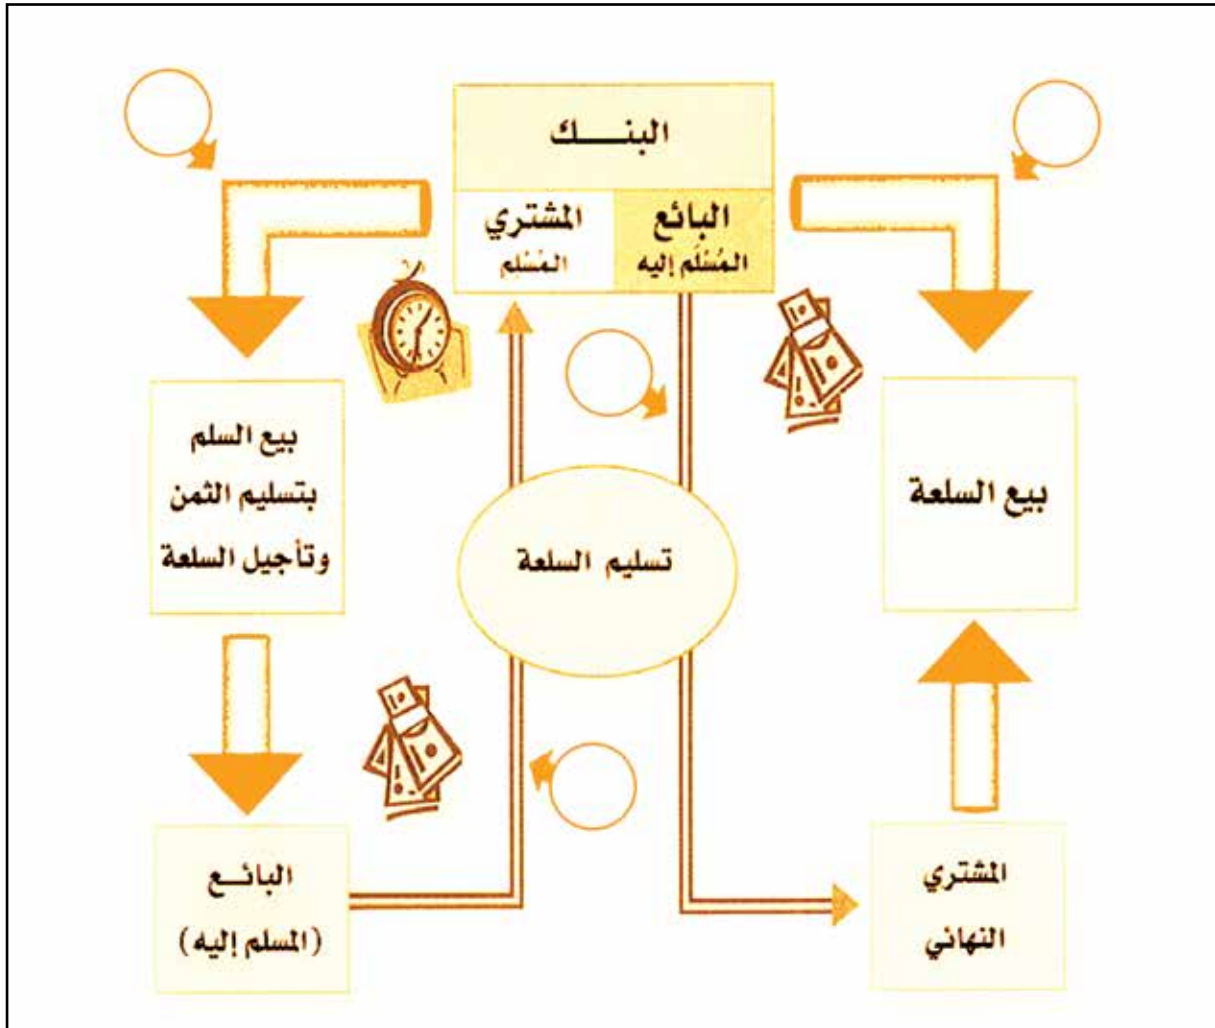 البنـــــك
البائع
المُسْلَم إليه
المشتري
المُسْلِم
بيع السلعة
بيع السلم
بتسليم الثمن
وتأجيل السلعة
تسليم السلعة
المشتري
النهائي
البائـــع
(المسلم إليه)